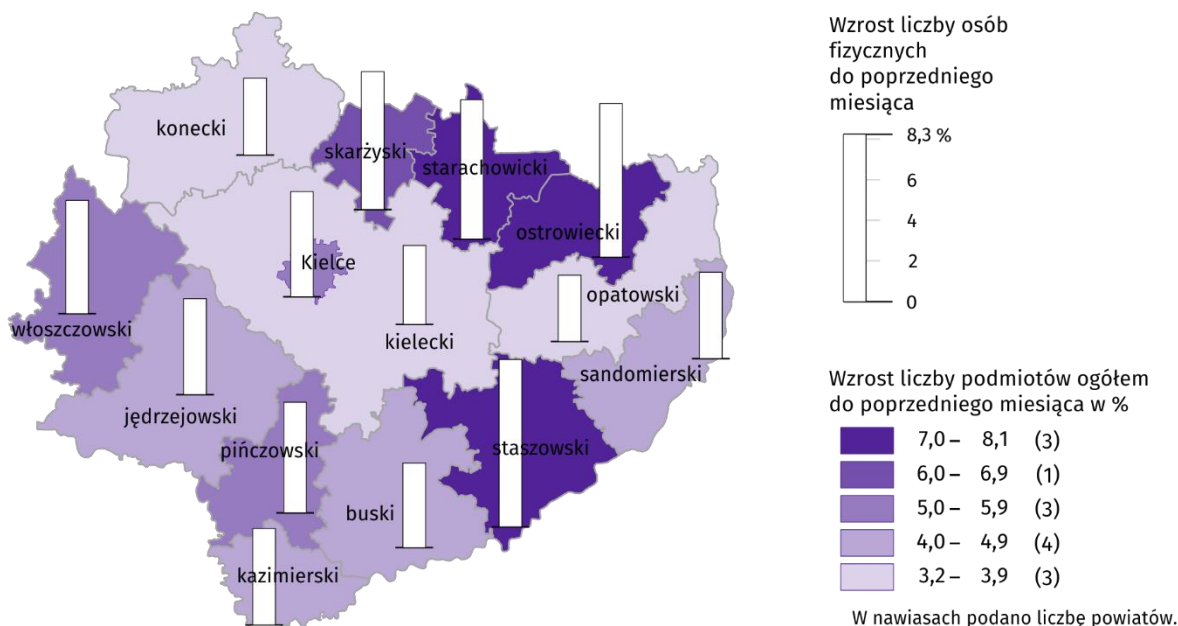 konecki
skarżyski
starachowicki
ostrowiecki
Kielce
opatowski
włoszczowski
kielecki
sandomierski
jędrzejowski
pińczowski
staszowski
buski
kazimierski
Wzrost liczby osób
fizycznych
do poprzedniego
miesiąca
8,3 %
6
4
2
0
Wzrost liczby podmiotów ogółem
do poprzedniego miesiąca w %
7,0 – 8,1 (3)
6,0 – 6,9 (1)
5,0 – 5,9 (3)
4,0 – 4,9 (4)
3,2 – 3,9 (3)
W nawiasach podano liczbę powiatów.